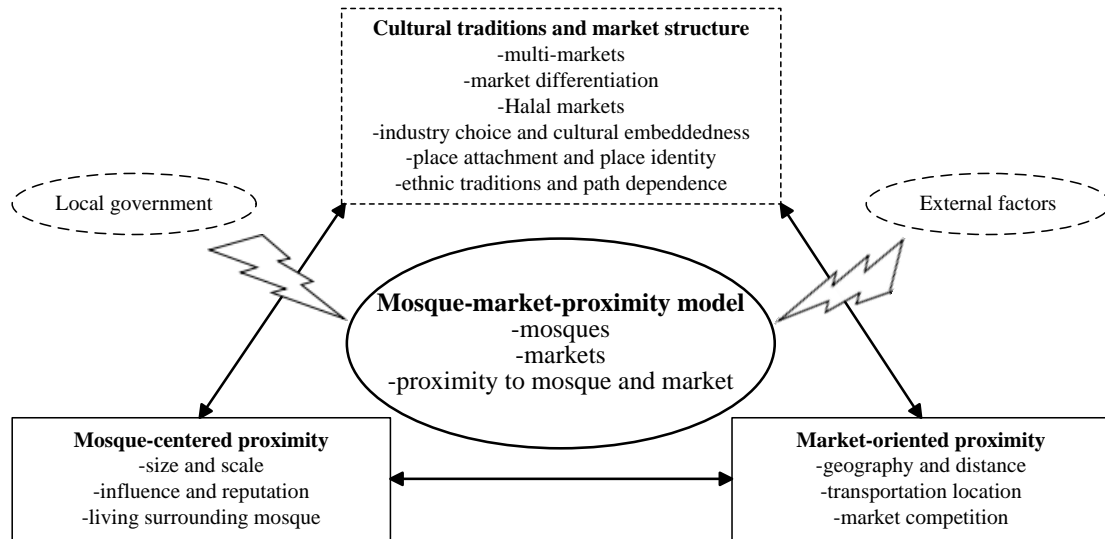 Cultural traditions and market structure
-multi-markets
-market differentiation
-Halal markets
-industry choice and cultural embeddedness
-place attachment and place identity
-ethnic traditions and path dependence
Local government
External factors
Mosque-market-proximity model
-mosques
-markets
-proximity to mosque and market
Mosque-centered proximity
-size and scale
-influence and reputation
-living surrounding mosque
Market-oriented proximity
-geography and distance
-transportation location
-market competition